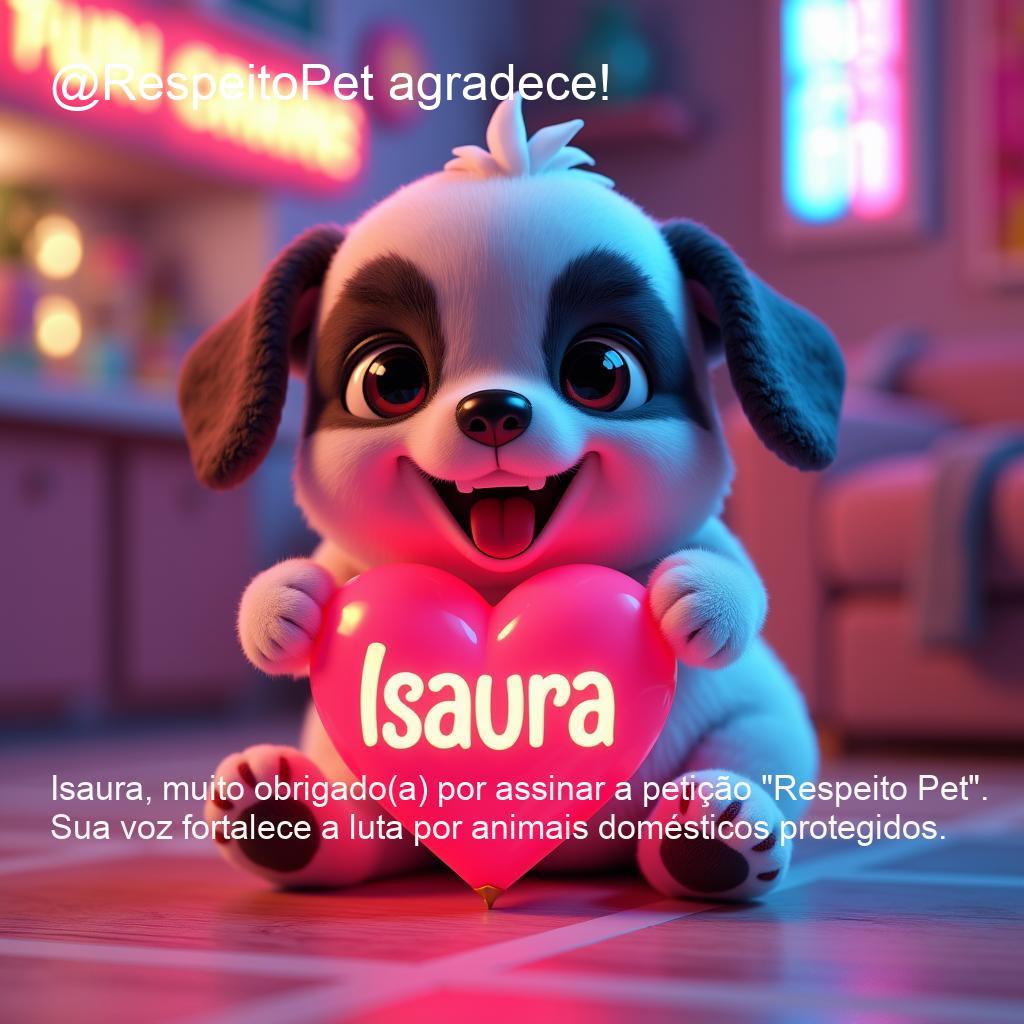 @RespeitoPet agradece!
Isaura
Isaura, muito obrigado(a) por assinar a petição "Respeito Pet".
Sua voz fortalece a luta por animais domésticos protegidos.